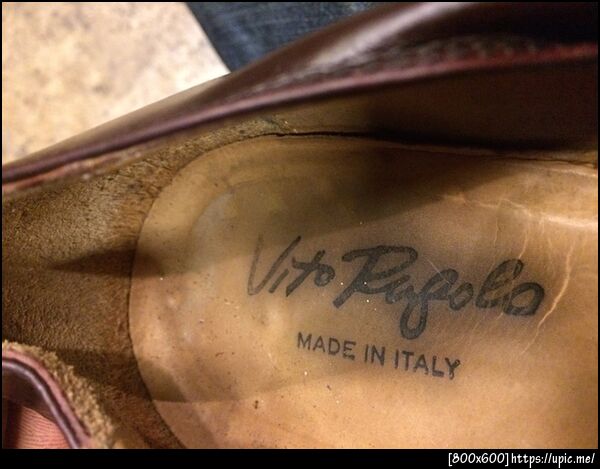 Vito Rufolo
MADE IN ITALY
[800x600]https://upic.me/